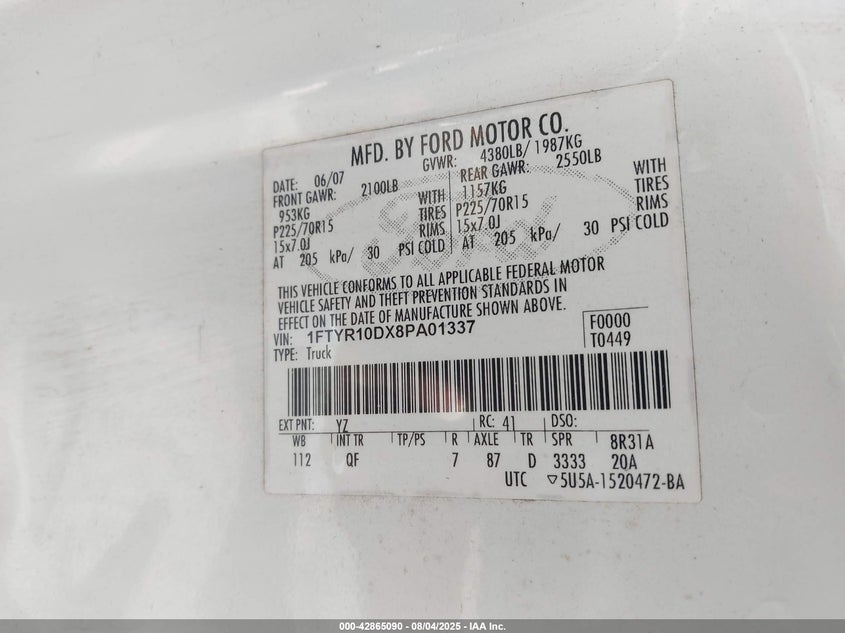 MFD. BY FORD MOTOR CO.
DATE: 06/07 GVWR: 4380LB/ 1987KG
FRONT GAWR: 2100LB REAR GAWR: 2550LB
953KG WITH 1157KG WITH
P225/70R15 TIRES P225/70R15 TIRES
15x7.0J RIMS 15x7.0J RIMS
AT 205 kPa/ 30 PSI COLD AT 205 kPa/ 30 PSI COLD
Ford
THIS VEHICLE CONFORMS TO ALL APPLICABLE FEDERAL MOTOR
VEHICLE SAFETY AND THEFT PREVENTION STANDARDS IN
EFFECT ON THE DATE OF MANUFACTURE SHOWN ABOVE.
VIN: 1FTYR10DX8PA01337 F0000
TYPE: Truck T0449
EXT PNT: YZ RC: 41 DSO:
WB INT TR TP/PS R AXLE TR SPR 8R31A
112 QF 7 87 D 3333 20A
UTC ▽5U5A-1520472-BA
000-42865090 - 08/04/2025 - IAA Inc.